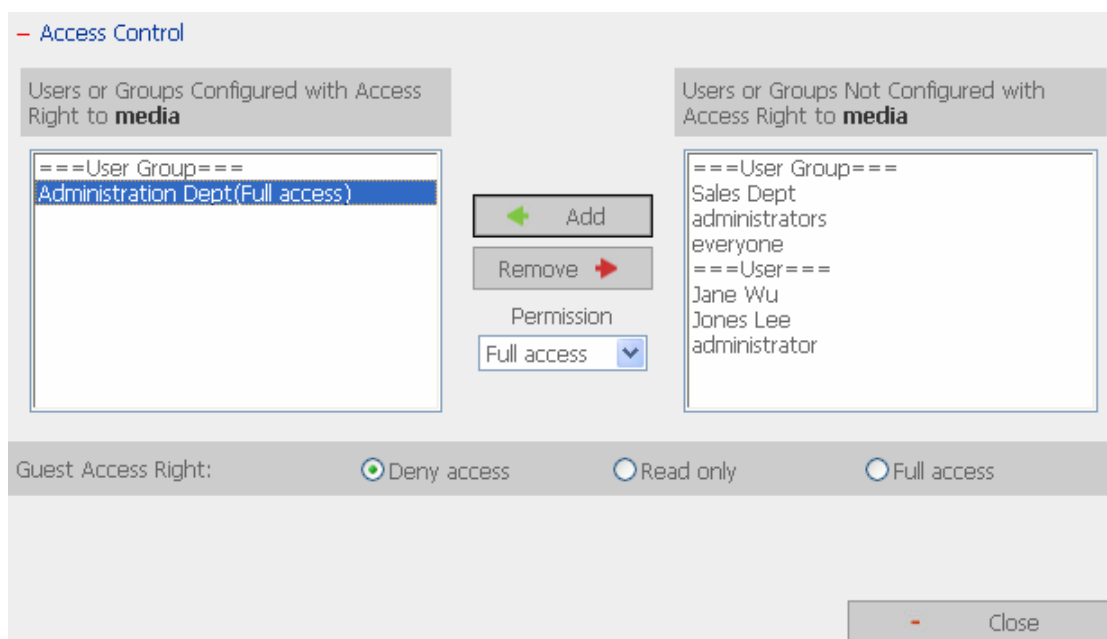 – Access Control
Users or Groups Configured with Access
Right to media
Users or Groups Not Configured with
Access Right to media
===User Group===
Administration Dept(Full access)
Add
Remove
Permission
Full access
===User Group===
Sales Dept
administrators
everyone
===User===
Jane Wu
Jones Lee
administrator
Guest Access Right:
Deny access
Read only
Full access
- Close